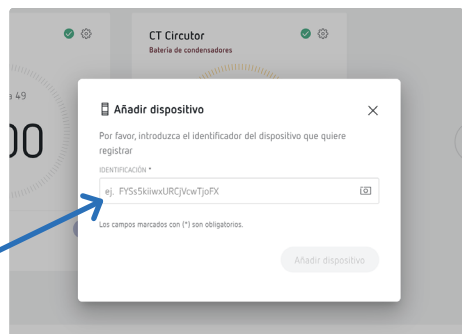 CT Circutor
Batería de condensadores
a 49
00
Añadir dispositivo
Por favor, introduzca el identificador del dispositivo que quiere
registrar
IDENTIFICACIÓN *
ej. FYSs5kiiwxURCjVcwTjoFX
Los campos marcados con (*) son obligatorios.
Añadir dispositivo